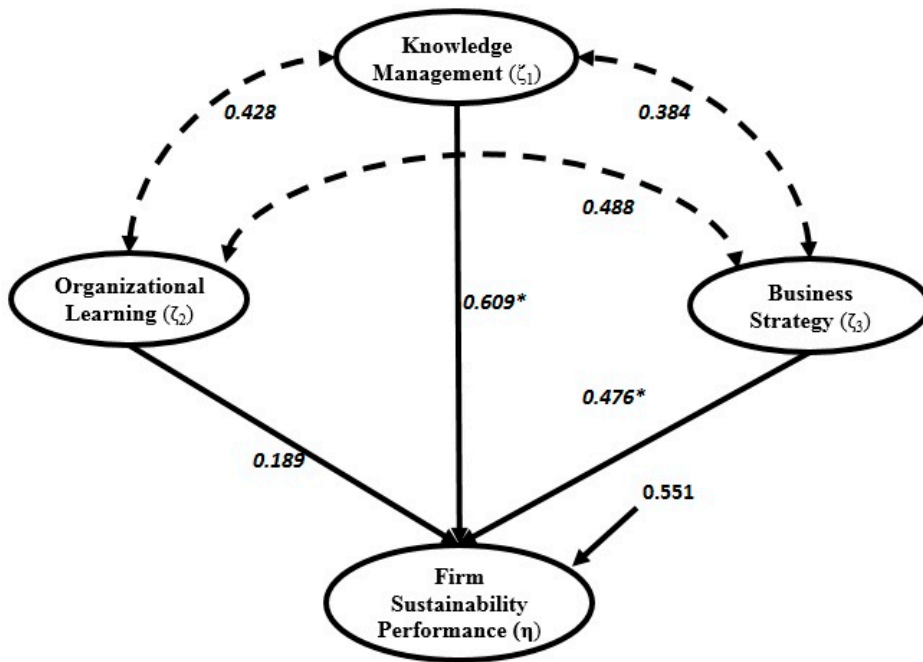 Knowledge
Management (ζ1)
0.428
0.384
0.488
Organizational
Learning (ζ2)
Business
Strategy (ζ3)
0.609*
0.476*
0.189
0.551
Firm
Sustainability
Performance (η)